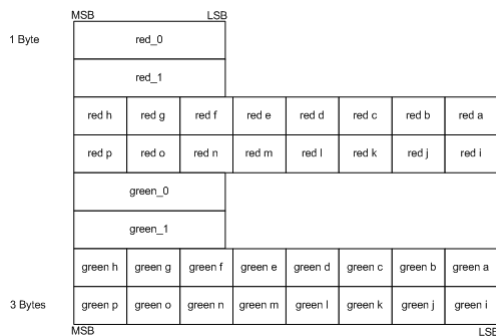 MSB LSB
1 Byte red_0
red_1
red h red g red f red e red d red c red b red a
red p red o red n red m red l red k red j red i
green_0
green_1
green h green g green f green e green d green c green b green a
3 Bytes green p green o green n green m green l green k green j green i
MSB LSB